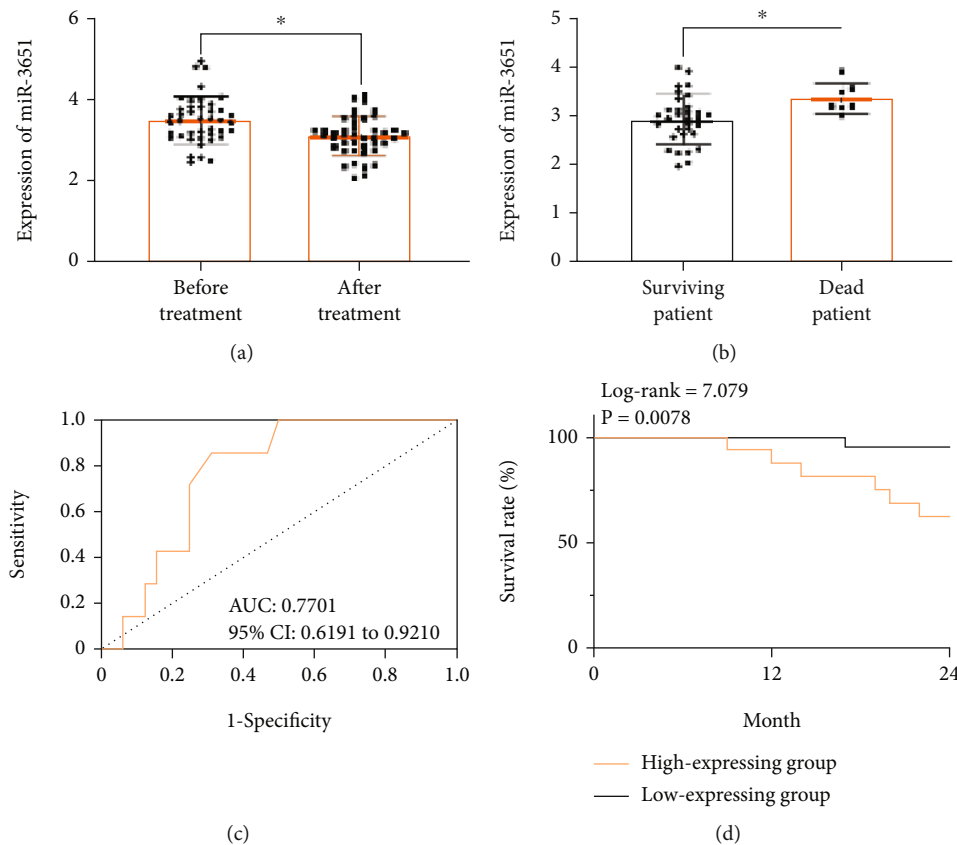 Expression of miR-3651
6
4
2
0
*
Before
treatment
After
treatment
(a)
Expression of miR-3651
5
4
3
2
1
0
*
Surviving
patient
Dead
patient
(b)
Sensitivity
1.0
0.8
0.6
0.4
0.2
0
AUC: 0.7701
95% CI: 0.6191 to 0.9210
0
0.2
0.4
0.6
0.8
1.0
1-Specificity
(c)
Log-rank = 7.079
P = 0.0078
Survival rate (%)
100
50
0
0
12
24
Month
High-expressing group
Low-expressing group
(d)